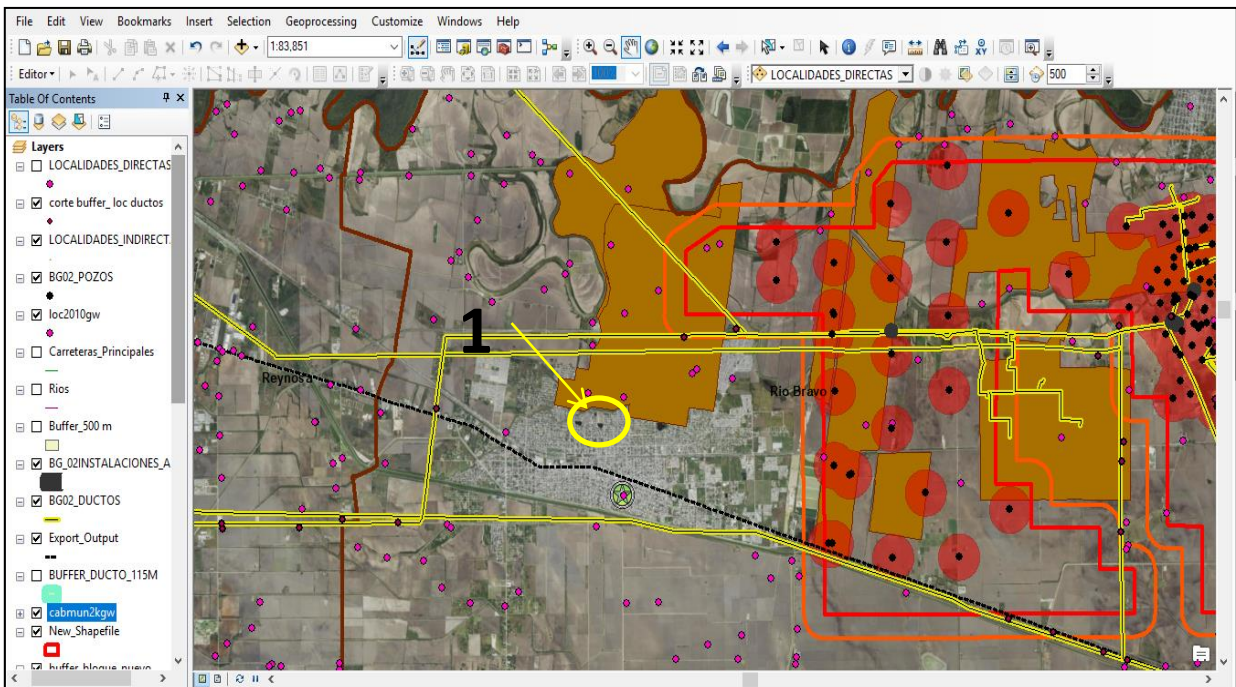 File Edit View Bookmarks Insert Selection Geoprocessing Customize Windows Help
1:83,851
Editor
LOCALIDADES_DIRECTAS
500
Table Of Contents
Layers
LOCALIDADES_DIRECTAS
corte buffer_ loc ductos
LOCALIDADES_INDIRECT.
BG02_POZOS
loc2010gw
Carreteras_Principales
Rios
Buffer_500 m
BG_02INSTALACIONES_A
BG02_DUCTOS
Export_Output
BUFFER_DUCTO_115M
cabmun2kgw
New_Shapefile
buffer_bloque_nuevo
1
Reynosa
Rio Bravo